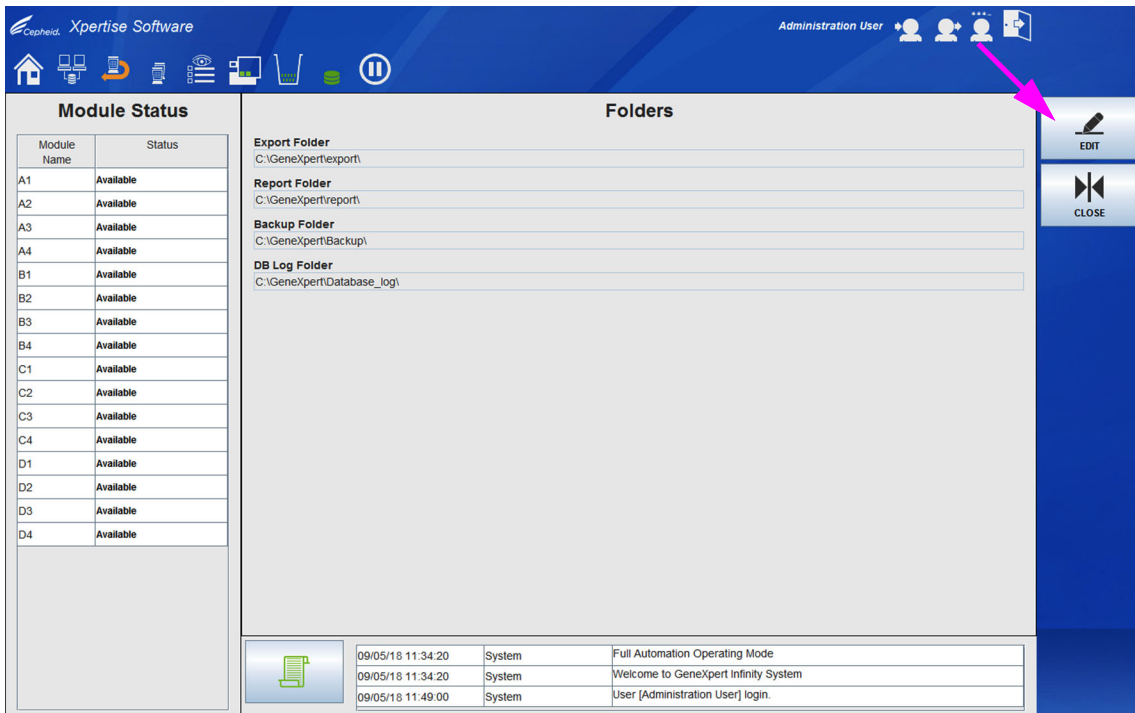 Cepheid. Xpertise Software
Administration User
Module Status
Module Name Status
A1 Available
A2 Available
A3 Available
A4 Available
B1 Available
B2 Available
B3 Available
B4 Available
C1 Available
C2 Available
C3 Available
C4 Available
D1 Available
D2 Available
D3 Available
D4 Available
Folders
Export Folder
C:\GeneXpert\export\
Report Folder
C:\GeneXpert\report\
Backup Folder
C:\GeneXpert\Backup\
DB Log Folder
C:\GeneXpert\Database_log\
EDIT
CLOSE
09/05/18 11:34:20 System Full Automation Operating Mode
09/05/18 11:34:20 System Welcome to GeneXpert Infinity System
09/05/18 11:49:00 System User [Administration User] login.